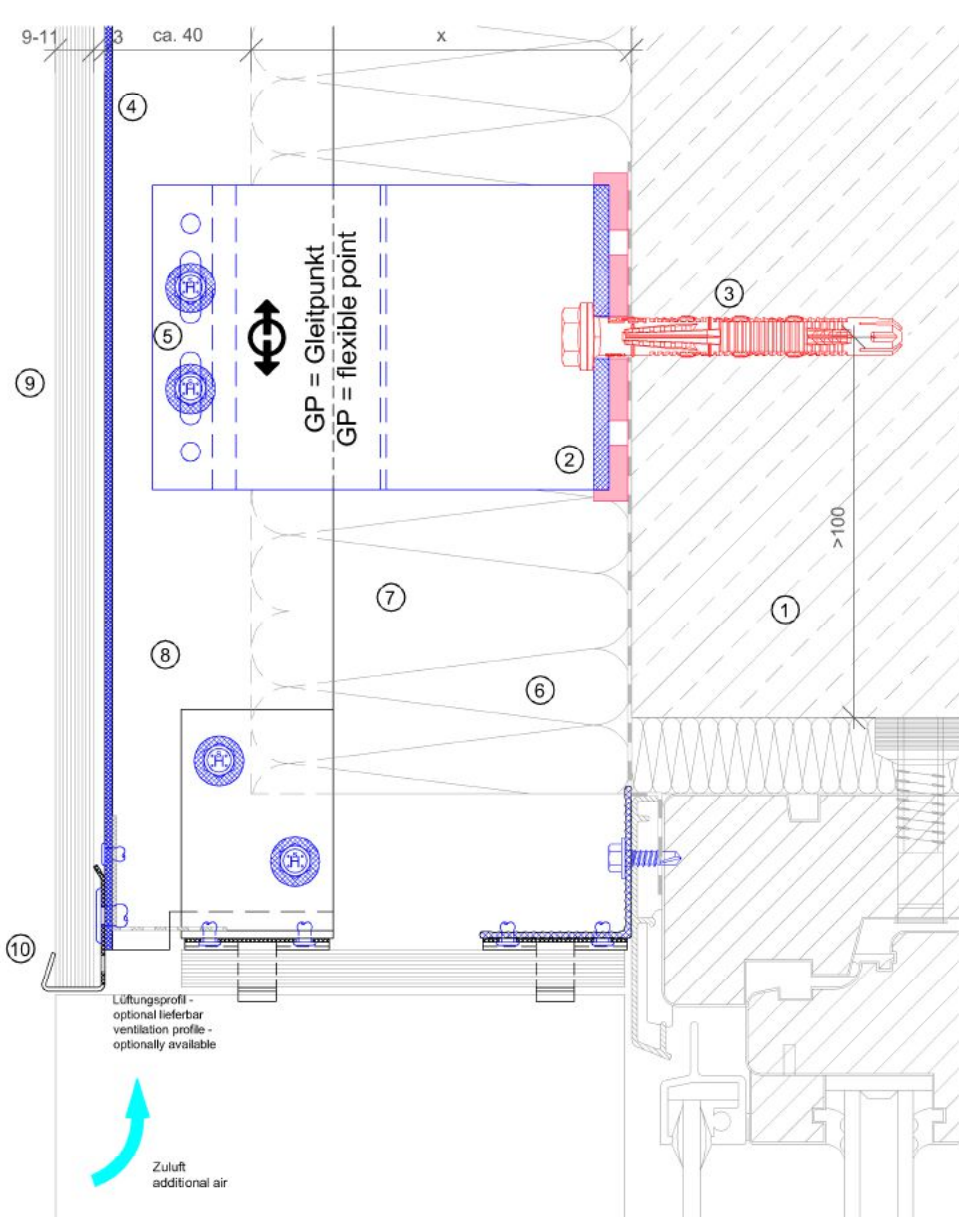 9-11
3
ca. 40
x
4
3
5
GP = Gleitpunkt
GP = flexible point
9
2
>100
7
1
8
6
10
Lüftungsprofil -
optional lieferbar
ventilation profile -
optionally available
Zuluft
additional air